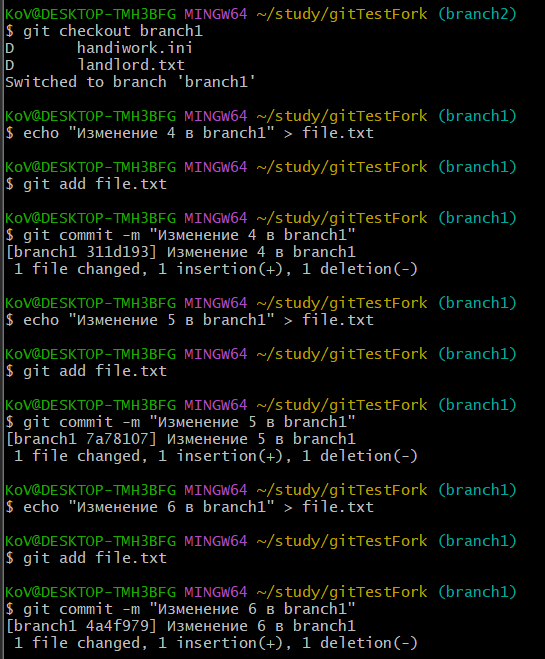 KoV@DESKTOP-TMH3BFG MINGW64 ~/study/gitTestFork (branch2)
$ git checkout branch1
D       handiwork.ini
D       landlord.txt
Switched to branch 'branch1'
KoV@DESKTOP-TMH3BFG MINGW64 ~/study/gitTestFork (branch1)
$ echo "Изменение 4 в branch1" > file.txt
KoV@DESKTOP-TMH3BFG MINGW64 ~/study/gitTestFork (branch1)
$ git add file.txt
KoV@DESKTOP-TMH3BFG MINGW64 ~/study/gitTestFork (branch1)
$ git commit -m "Изменение 4 в branch1"
[branch1 311d193] Изменение 4 в branch1
 1 file changed, 1 insertion(+), 1 deletion(-)
KoV@DESKTOP-TMH3BFG MINGW64 ~/study/gitTestFork (branch1)
$ echo "Изменение 5 в branch1" > file.txt
KoV@DESKTOP-TMH3BFG MINGW64 ~/study/gitTestFork (branch1)
$ git add file.txt
KoV@DESKTOP-TMH3BFG MINGW64 ~/study/gitTestFork (branch1)
$ git commit -m "Изменение 5 в branch1"
[branch1 7a78107] Изменение 5 в branch1
 1 file changed, 1 insertion(+), 1 deletion(-)
KoV@DESKTOP-TMH3BFG MINGW64 ~/study/gitTestFork (branch1)
$ echo "Изменение 6 в branch1" > file.txt
KoV@DESKTOP-TMH3BFG MINGW64 ~/study/gitTestFork (branch1)
$ git add file.txt
KoV@DESKTOP-TMH3BFG MINGW64 ~/study/gitTestFork (branch1)
$ git commit -m "Изменение 6 в branch1"
[branch1 4a4f979] Изменение 6 в branch1
 1 file changed, 1 insertion(+), 1 deletion(-)